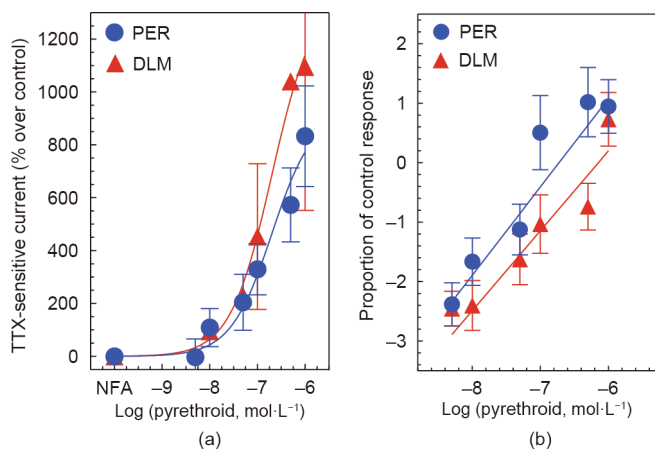 PER
DLM
TTX-sensitive current (% over control)
1200
1000
800
600
400
200
0
NFA –9 –8 –7 –6
Log (pyrethroid, mol·L⁻¹)
(a)
PER
DLM
Proportion of control response
2
1
0
–1
–2
–3
–8 –7 –6
Log (pyrethroid, mol·L⁻¹)
(b)